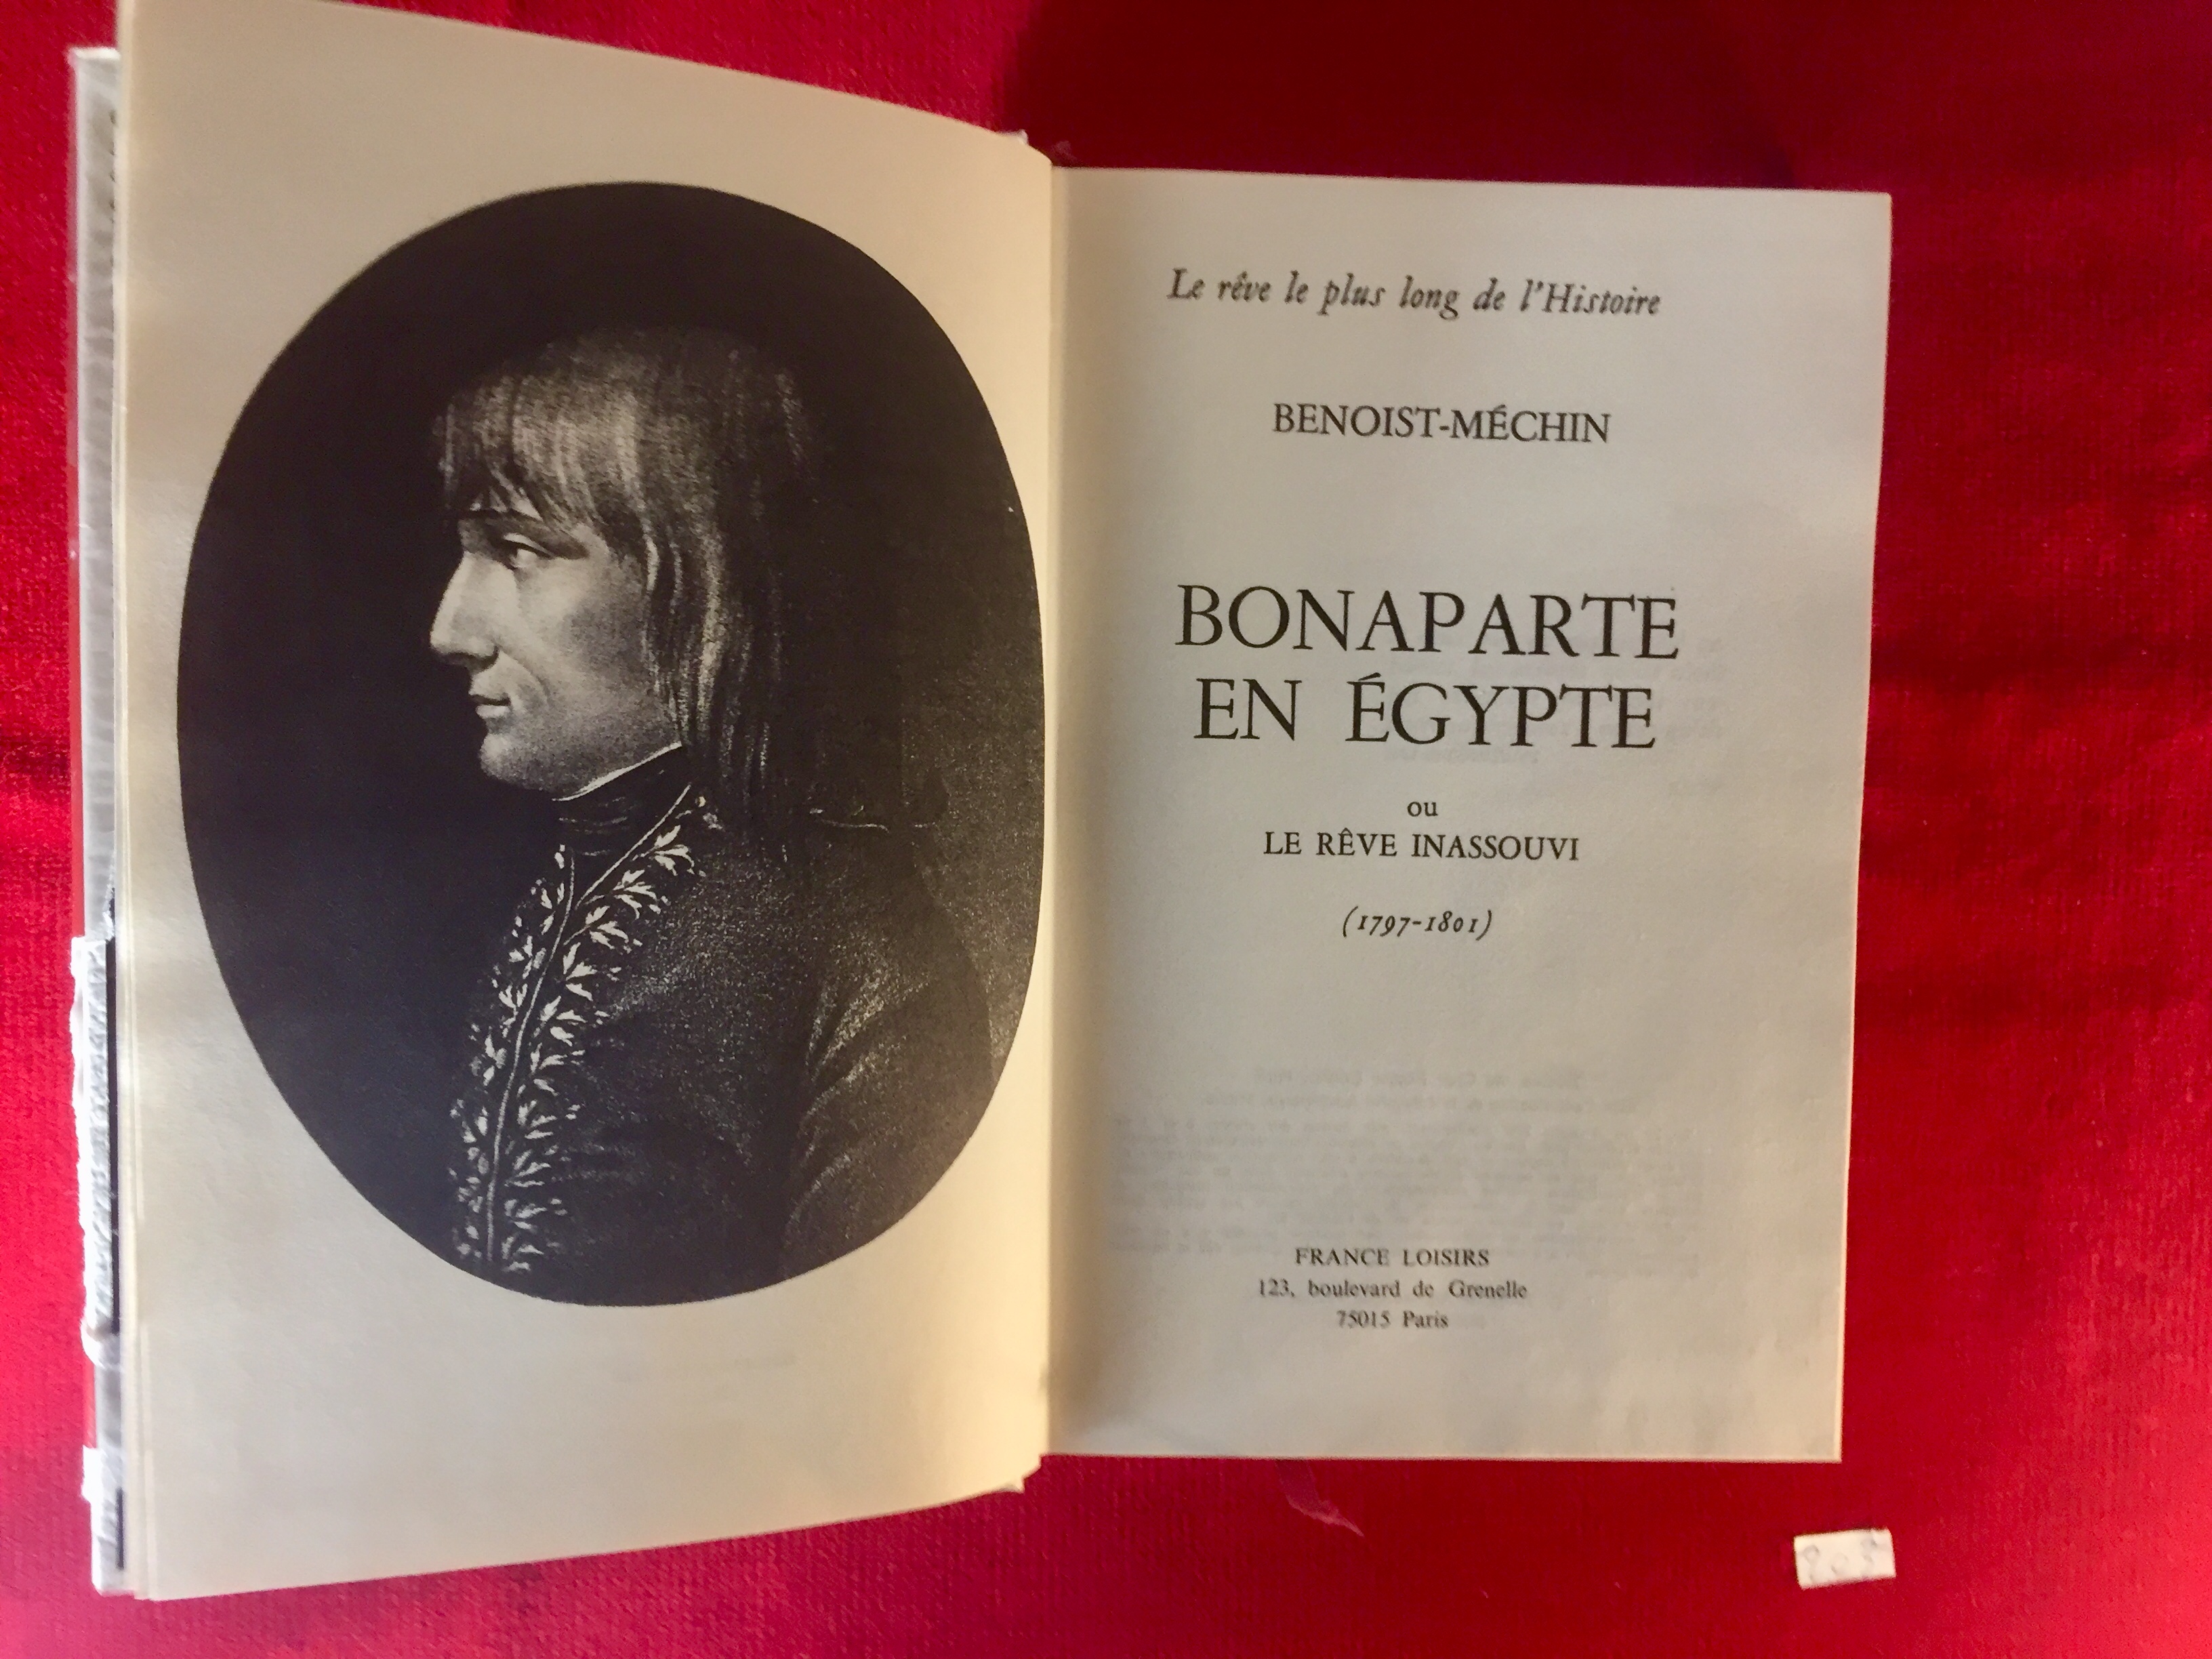 Le rêve le plus long de l'Histoire
BENOIST-MÉCHIN
BONAPARTE
EN ÉGYPTE
ou
LE RÊVE INASSOUVI
(1797-1801)
FRANCE LOISIRS
123, boulevard de Grenelle
75015 Paris